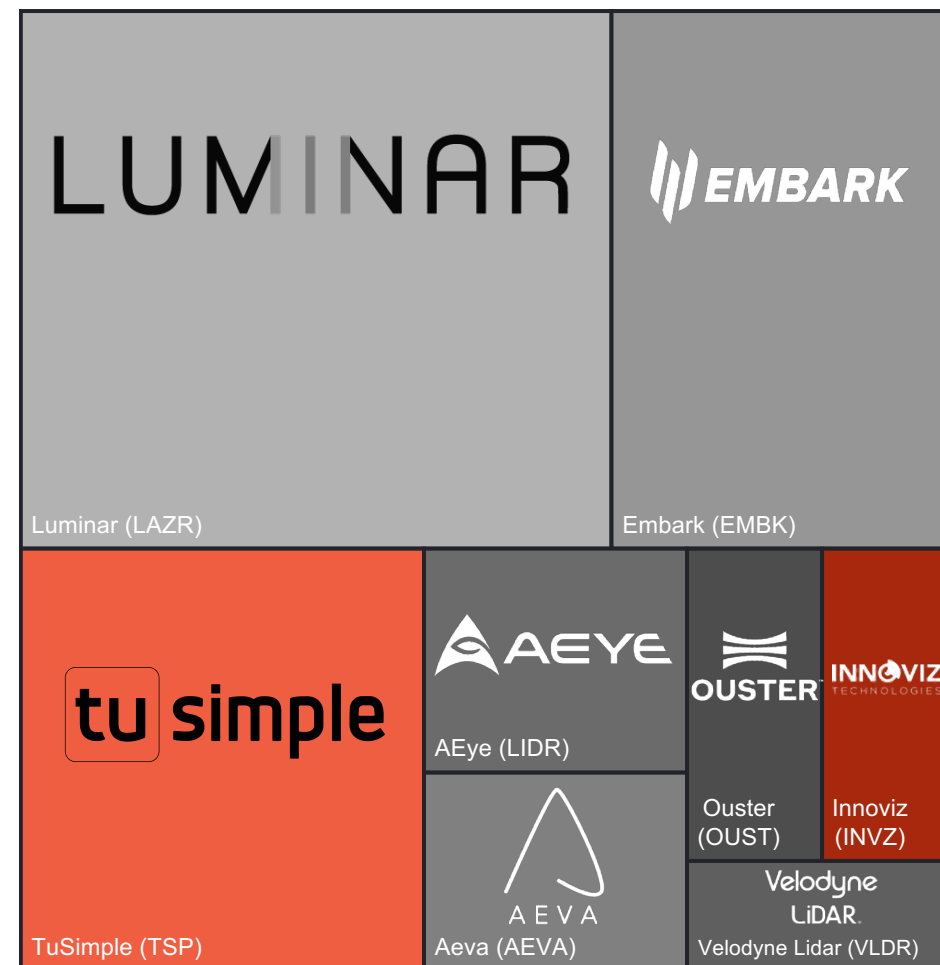 LUMINAR
Luminar (LAZR)
EMBARK
Embark (EMBK)
tu simple
TuSimple (TSP)
AEYE
AEye (LIDR)
AEVA
Aeva (AEVA)
OUSTER
Ouster
(OUST)
INNOVIZ
TECHNOLOGIES
Innoviz
(INVZ)
Velodyne
LiDAR
Velodyne Lidar (VLDR)